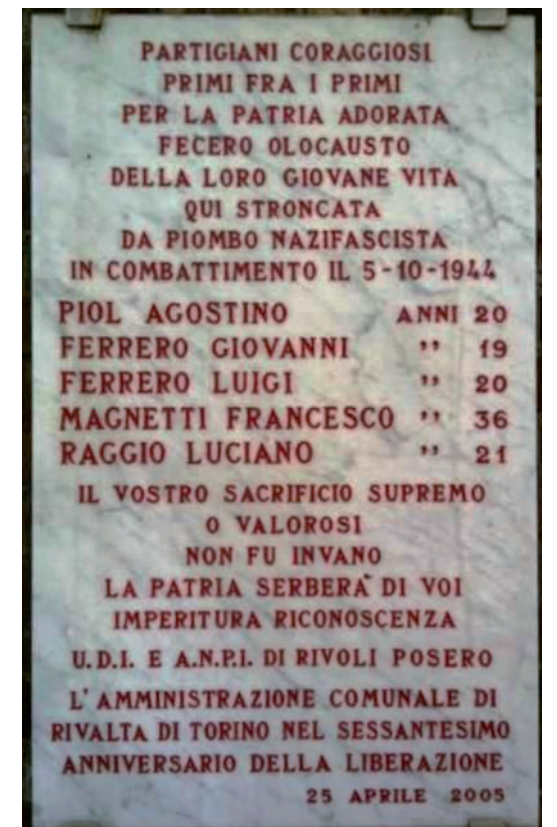 PARTIGIANI CORAGGIOSI
PRIMI FRA I PRIMI
PER LA PATRIA ADORATA
FECERO OLOCAUSTO
DELLA LORO GIOVANE VITA
QUI STRONCATA
DA PIOMBO NAZIFASCISTA
IN COMBATTIMENTO IL 5-10-1944
PIOL AGOSTINO ANNI 20
FERRERO GIOVANNI " 19
FERRERO LUIGI " 20
MAGNETTI FRANCESCO " 36
RAGGIO LUCIANO " 21
IL VOSTRO SACRIFICIO SUPREMO
O VALOROSI
NON FU INVANO
LA PATRIA SERBERA` DI VOI
IMPERITURA RICONOSCENZA
U.D.I. E A.N.P.I. DI RIVOLI POSERO
L'AMMINISTRAZIONE COMUNALE DI
RIVALTA DI TORINO NEL SESSANTESIMO
ANNIVERSARIO DELLA LIBERAZIONE
25 APRILE 2005